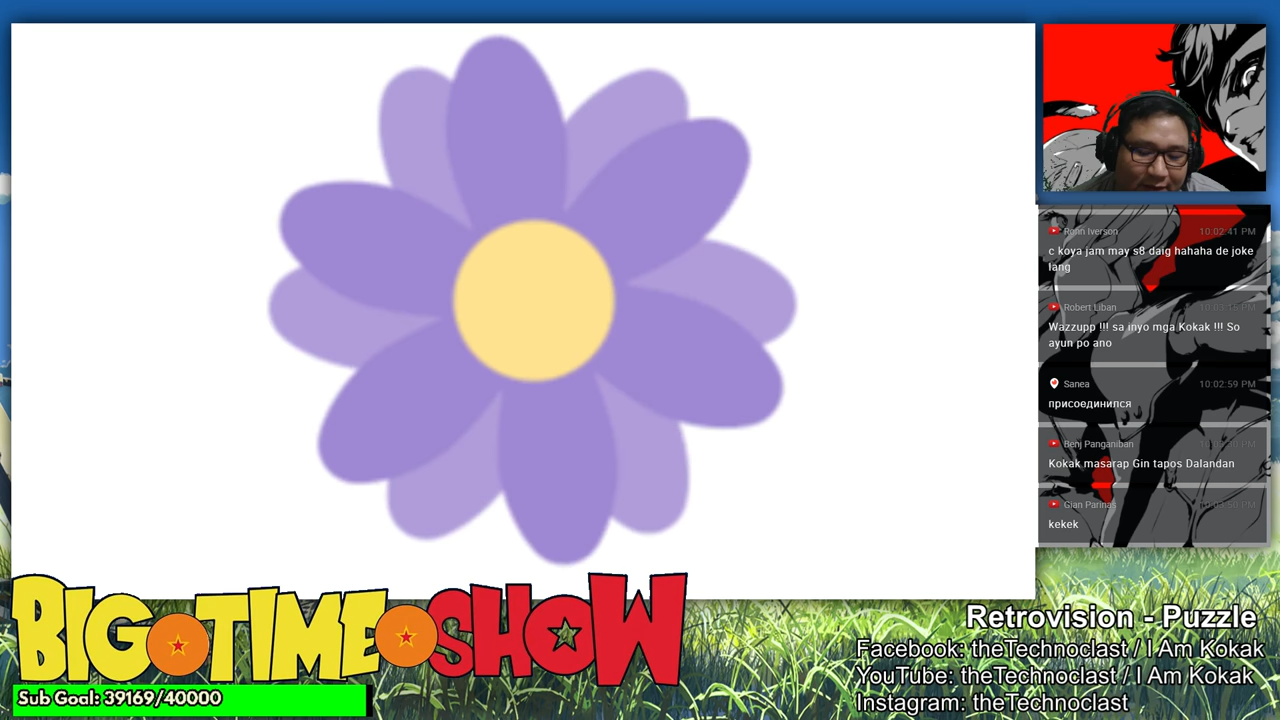 Ronn Iverson 10:02:41 PM
c koya jam may s8 daig hahaha de joke
lang
Robert Liban
Wazzupp !!! sa inyo mga Kokak !!! So
ayun po ano
Sanea 10:02:59 PM
присоединился
Benj Panganiban
Kokak masarap Gin tapos Dalandan
Gian Parinas
kekek
BIG TIME SHOW
Sub Goal: 39169/40000
Retrovision - Puzzle
Facebook: theTechnoclast / I Am Kokak
YouTube: theTechnoclast / I Am Kokak
Instagram: theTechnoclast